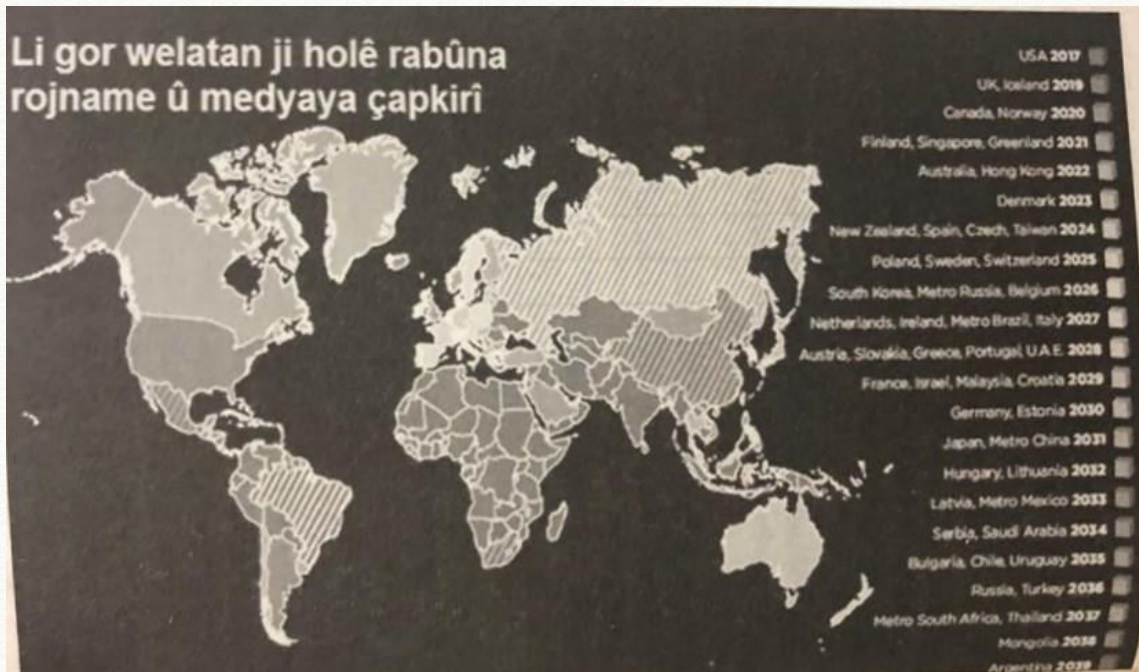 Li gor welatan ji holê rabûna
rojname û medyaya çapkirî
USA 2017
UK, Iceland 2019
Canada, Norway 2020
Finland, Singapore, Greenland 2021
Australia, Hong Kong 2022
Denmark 2023
New Zealand, Spain, Czech, Taiwan 2024
Poland, Sweden, Switzerland 2025
South Korea, Metro Russia, Belgium 2026
Netherlands, Ireland, Metro Brazil, Italy 2027
Austria, Slovakia, Greece, Portugal, U.A.E. 2028
France, Israel, Malaysia, Croatia 2029
Germany, Estonia 2030
Japan, Metro China 2031
Hungary, Lithuania 2032
Latvia, Metro Mexico 2033
Serbia, Saudi Arabia 2034
Bulgaria, Chile, Uruguay 2035
Russia, Turkey 2036
Metro South Africa, Thailand 2037
Mongolia 2038
Argentina 2039